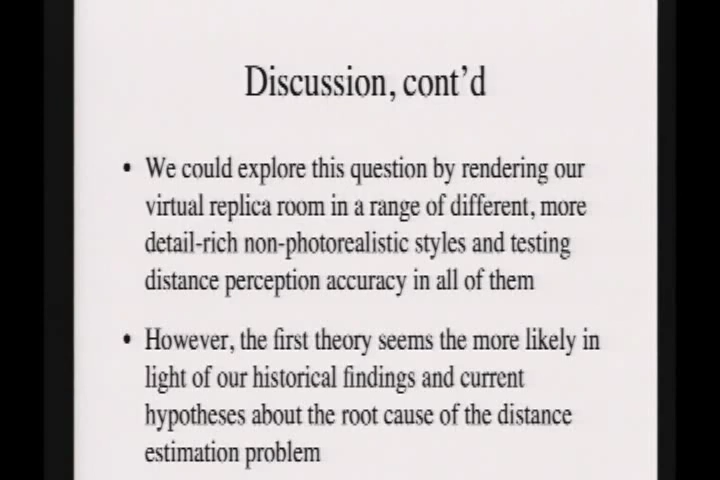 Discussion, cont’d
• We could explore this question by rendering our
virtual replica room in a range of different, more
detail-rich non-photorealistic styles and testing
distance perception accuracy in all of them
• However, the first theory seems the more likely in
light of our historical findings and current
hypotheses about the root cause of the distance
estimation problem